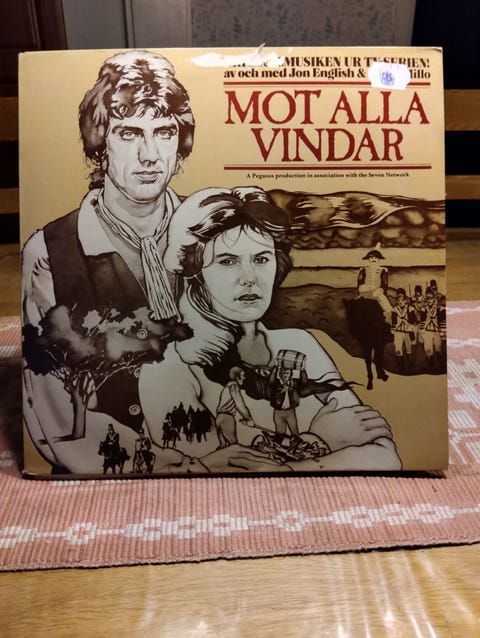 MUSIKEN UR TV-SERIEN!
av och med Jon English &
MOT ALLA
VINDAR
A Pegasus production in association with the Seven Network